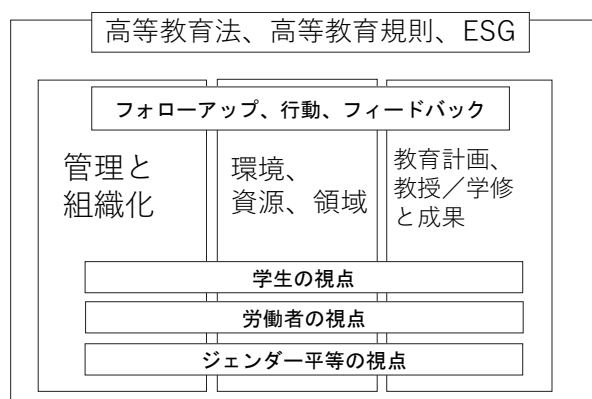 高等教育法、高等教育規則、ESG
フォローアップ、行動、フィードバック
管理と
組織化
環境、
資源、領域
教育計画、
教授／学修
と成果
学生の視点
労働者の視点
ジェンダー平等の視点